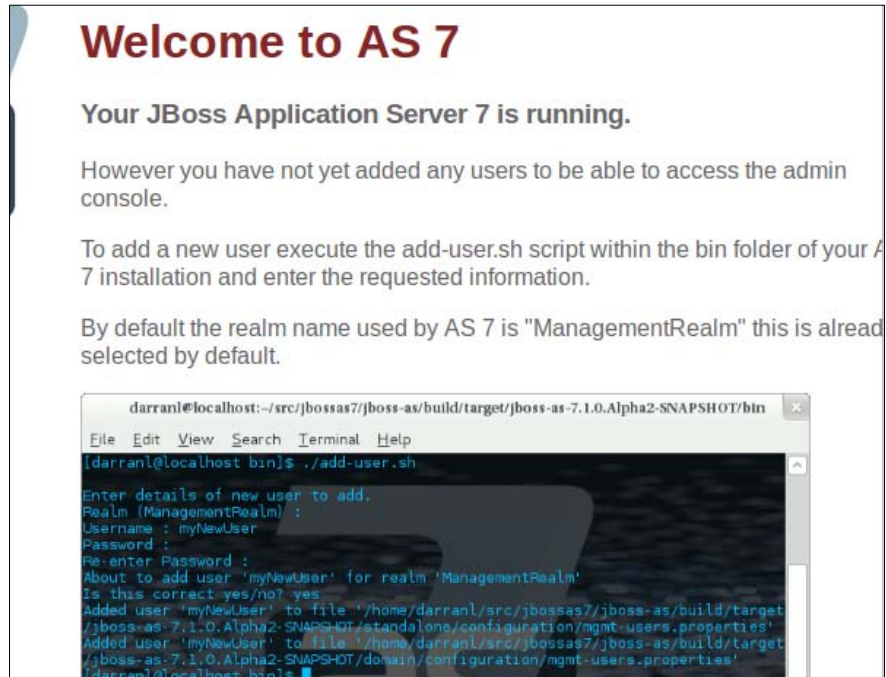 Welcome to AS 7
Your JBoss Application Server 7 is running.
However you have not yet added any users to be able to access the admin
console.
To add a new user execute the add-user.sh script within the bin folder of your A
7 installation and enter the requested information.
By default the realm name used by AS 7 is "ManagementRealm" this is alread
selected by default.
darranl@localhost:~/src/jbossas7/jboss-as/build/target/jboss-as-7.1.0.Alpha2-SNAPSHOT/bin
File Edit View Search Terminal Help
[darranl@localhost bin]$ ./add-user.sh
Enter details of new user to add.
Realm (ManagementRealm) :
Username : myNewUser
Password :
Re-enter Password :
About to add user 'myNewUser' for realm 'ManagementRealm'
Is this correct yes/no? yes
Added user 'myNewUser' to file '/home/darranl/src/jbossas7/jboss-as/build/target
/jboss-as-7.1.0.Alpha2-SNAPSHOT/standalone/configuration/mgmt-users.properties'
Added user 'myNewUser' to file '/home/darranl/src/jbossas7/jboss-as/build/target
/jboss-as-7.1.0.Alpha2-SNAPSHOT/domain/configuration/mgmt-users.properties'
[darranl@localhost bin]$